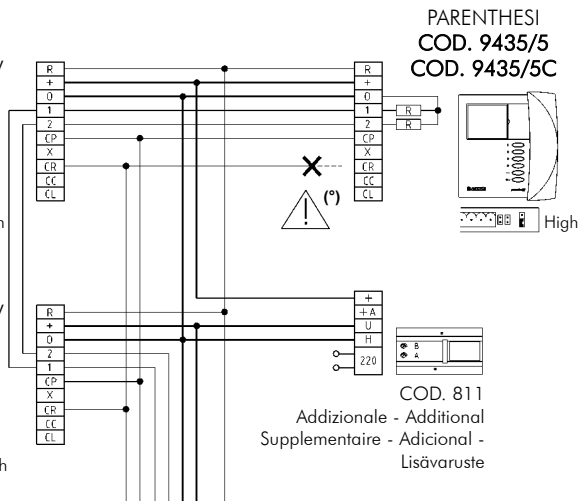 PARENTHESI
COD. 9435/5
COD. 9435/5C
R
+
0
1
2
CP
X
CR
CC
CL
R
+
0
1
2
CP
X
CR
CC
CL
R
R
(°)
High
R
+
0
2
1
CP
X
CR
CC
CL
+
+A
U
H
220
B
A
COD. 811
Addizionale - Additional
Supplementaire - Adicional -
Lisävaruste